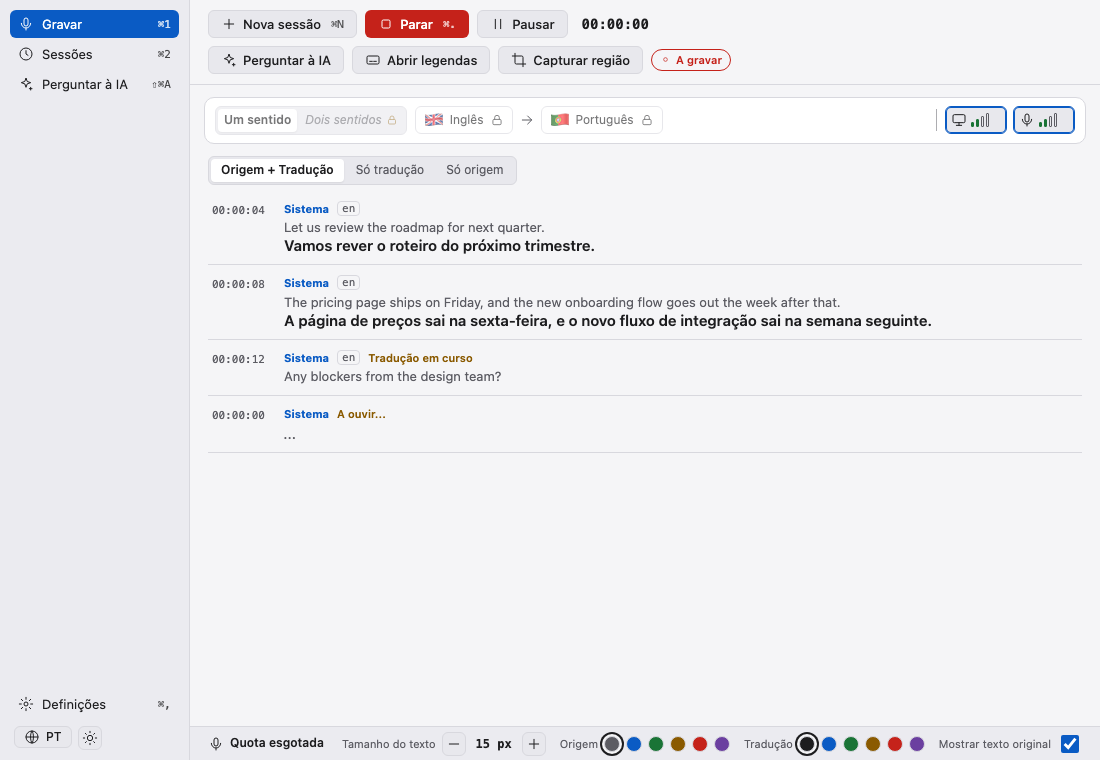 Gravar ⌘1
Sessões ⌘2
Perguntar à IA ⇧⌘A
Nova sessão ⌘N Parar ⌘. Pausar 00:00:00
Perguntar à IA Abrir legendas Capturar região A gravar
Um sentido Dois sentidos Inglês → Português
Origem + Tradução Só tradução Só origem
00:00:04 Sistema en
Let us review the roadmap for next quarter.
Vamos rever o roteiro do próximo trimestre.
00:00:08 Sistema en
The pricing page ships on Friday, and the new onboarding flow goes out the week after that.
A página de preços sai na sexta-feira, e o novo fluxo de integração sai na semana seguinte.
00:00:12 Sistema en Tradução em curso
Any blockers from the design team?
00:00:00 Sistema A ouvir...
...
Definições ⌘,
PT
Quota esgotada Tamanho do texto − 15 px + Origem Tradução Mostrar texto original